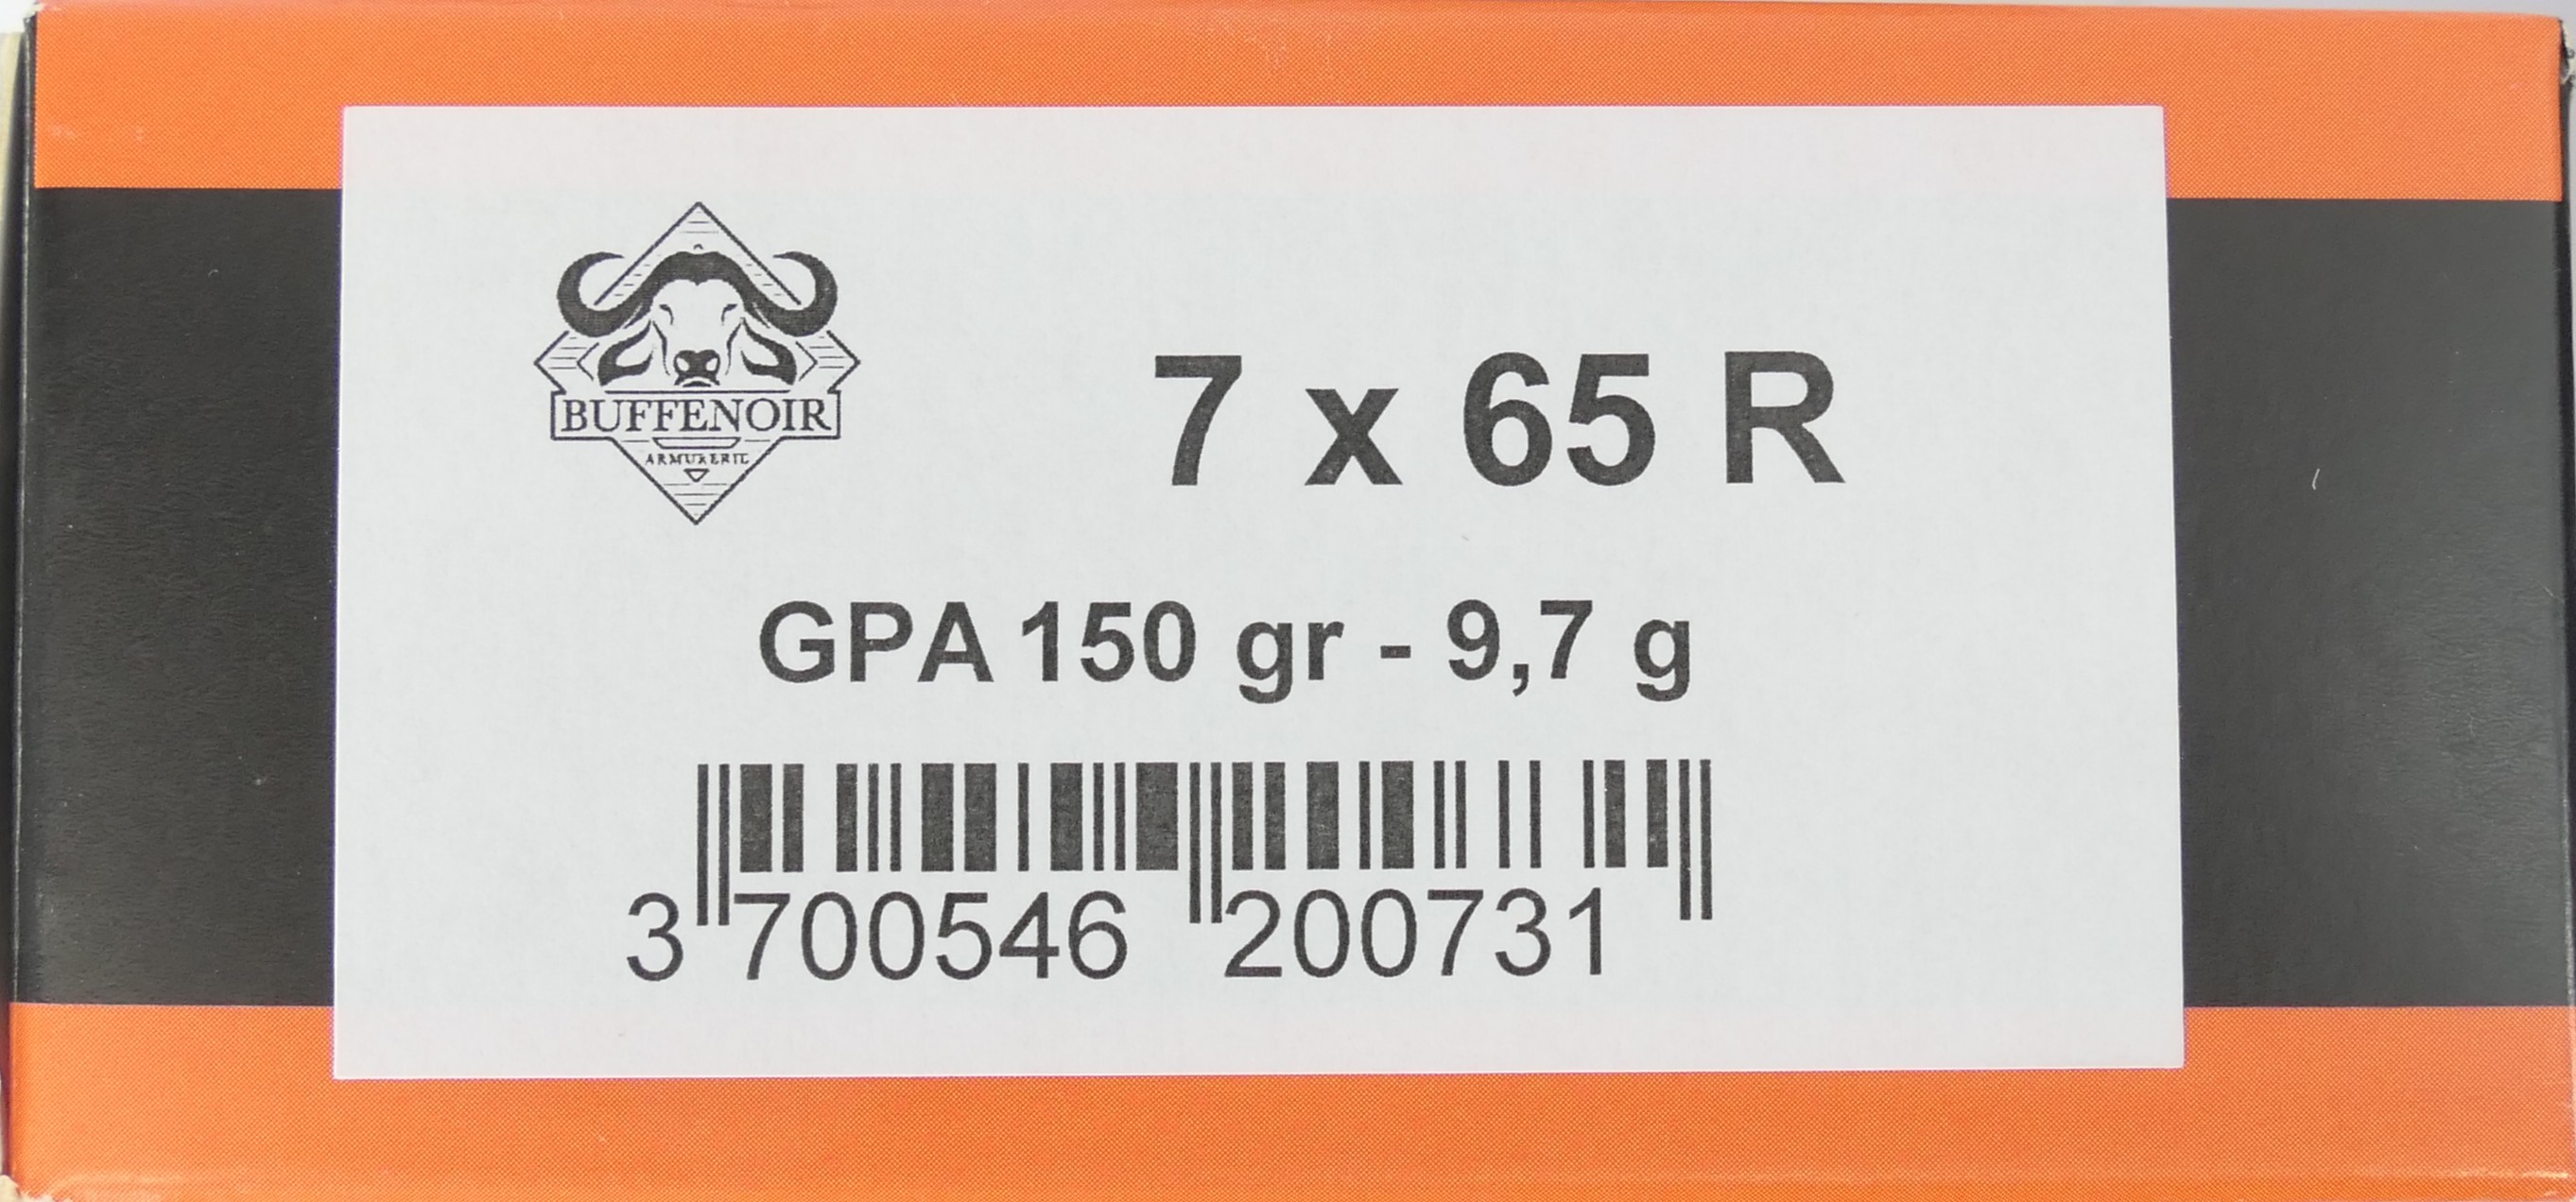 BUFFENOIR
ARMURERIE
7 x 65 R
GPA 150 gr - 9,7 g
3 700546 200731